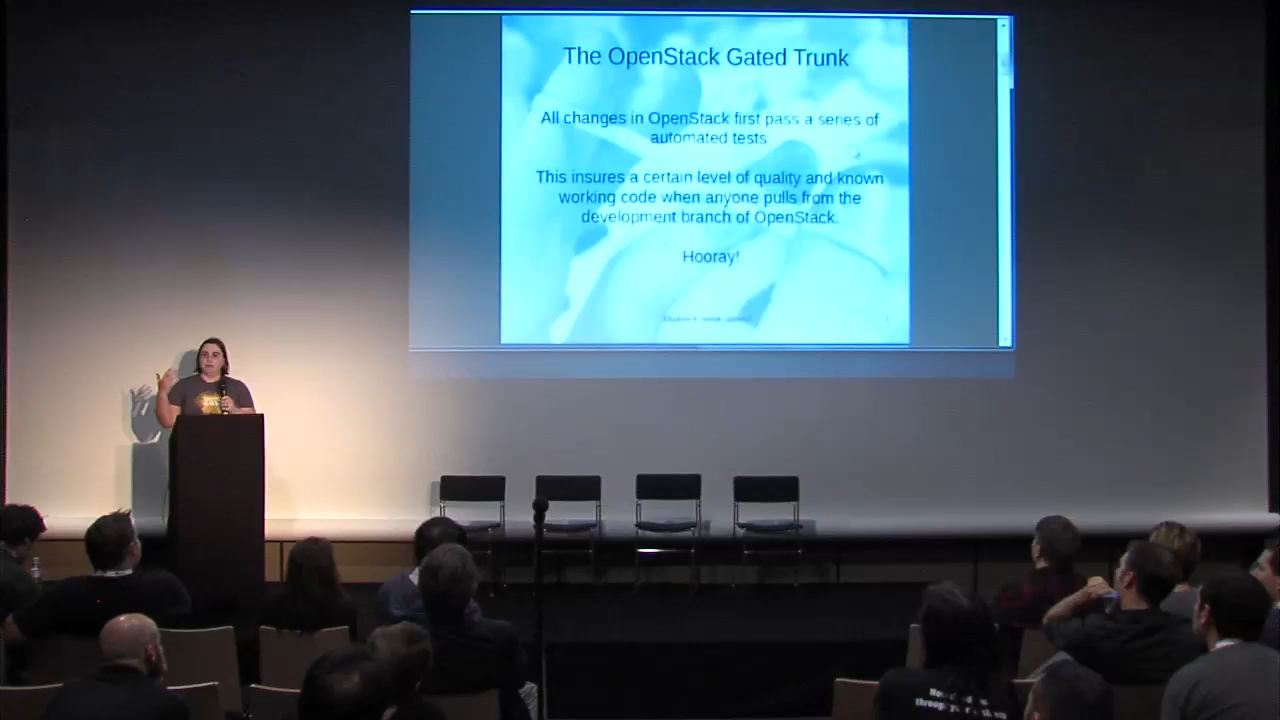 The OpenStack Gated Trunk
All changes in OpenStack first pass a series of
automated tests
This insures a certain level of quality and known
working code when anyone pulls from the
development branch of OpenStack.
Hooray!